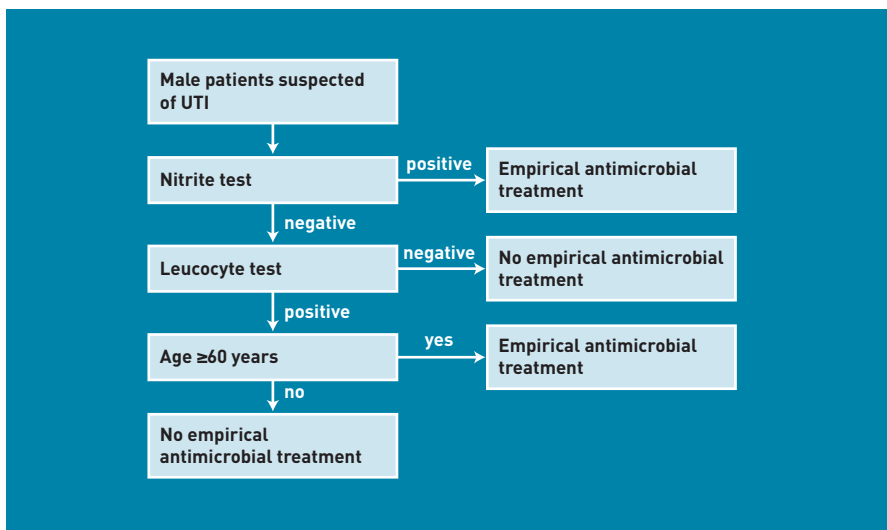 Male patients suspected
of UTI
Nitrite test
positive
Empirical antimicrobial
treatment
negative
Leucocyte test
negative
No empirical antimicrobial
treatment
positive
Age ≥60 years
yes
Empirical antimicrobial
treatment
no
No empirical
antimicrobial treatment